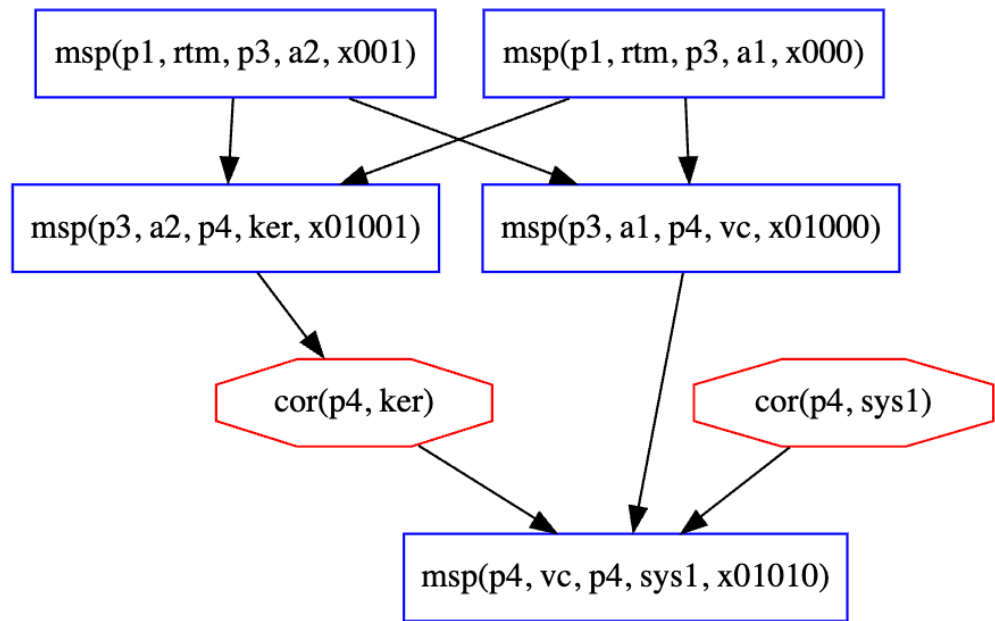 msp(p1, rtm, p3, a2, x001)
msp(p1, rtm, p3, a1, x000)
msp(p3, a2, p4, ker, x01001)
msp(p3, a1, p4, vc, x01000)
cor(p4, ker)
cor(p4, sys1)
msp(p4, vc, p4, sys1, x01010)